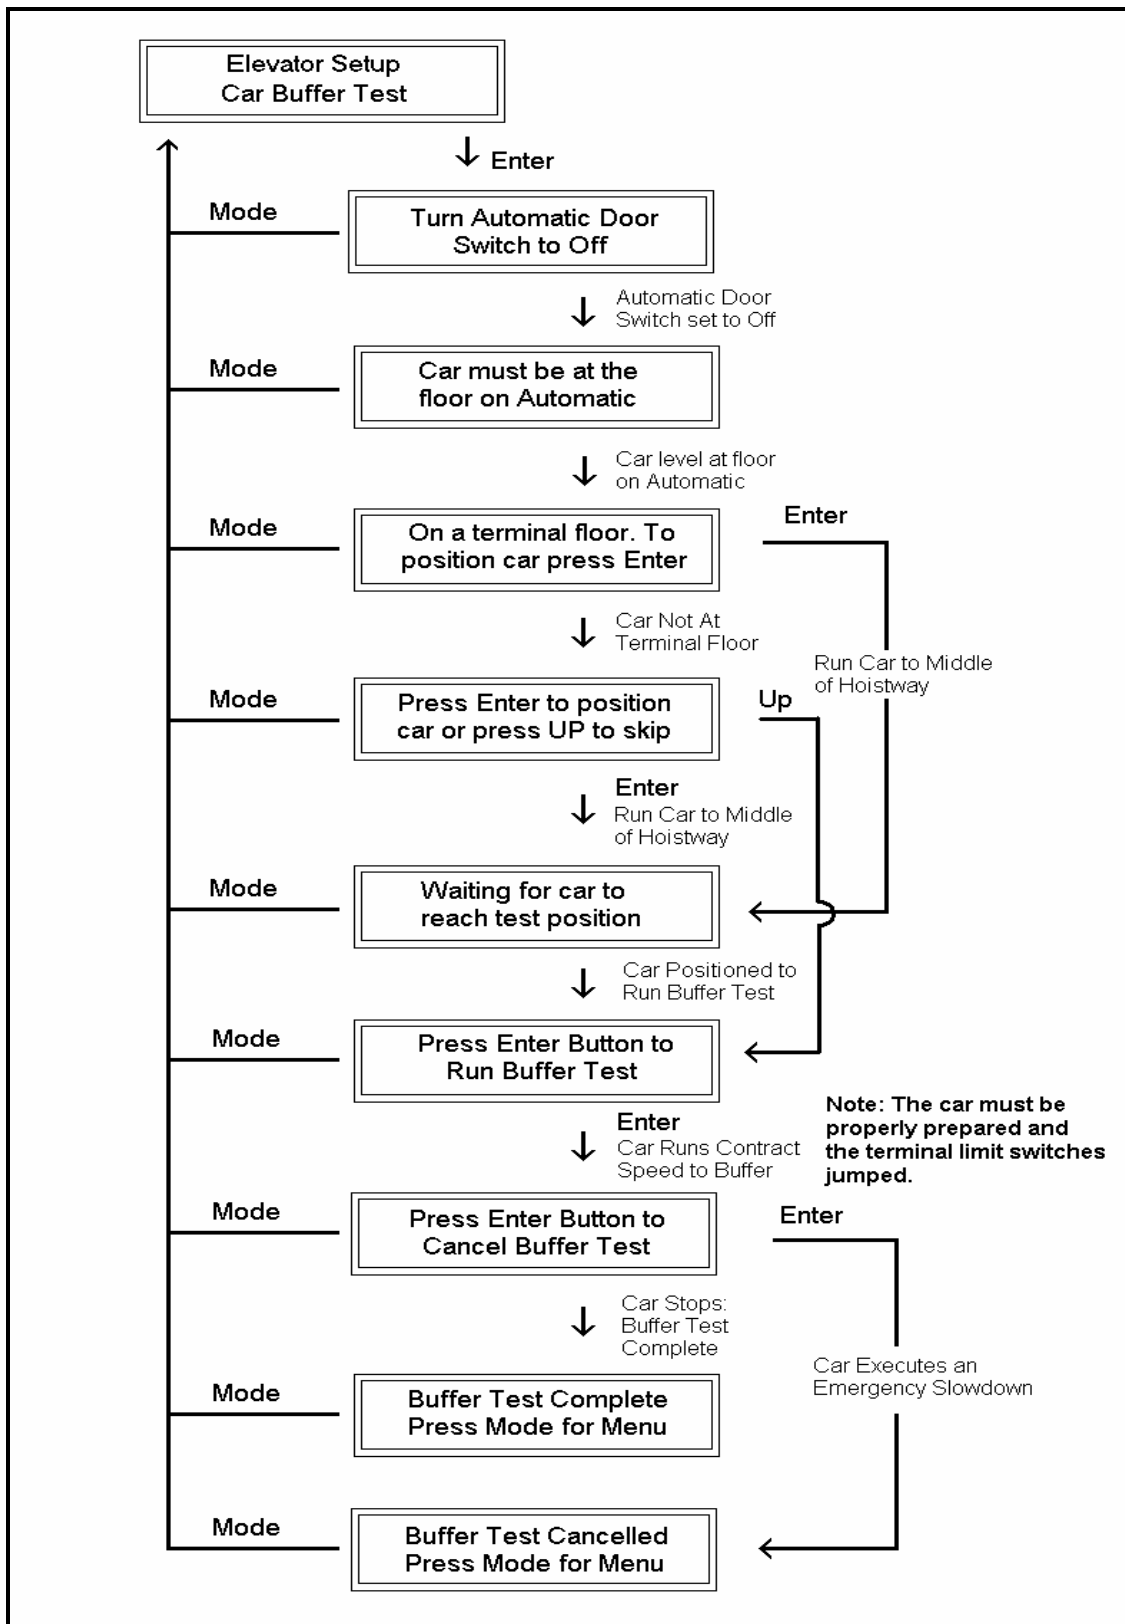 Elevator Setup
Car Buffer Test
Enter
Mode
Turn Automatic Door
Switch to Off
Automatic Door
Switch set to Off
Mode
Car must be at the
floor on Automatic
Car level at floor
on Automatic
Mode
On a terminal floor. To
position car press Enter
Enter
Car Not At
Terminal Floor
Run Car to Middle
of Hoistway
Mode
Press Enter to position
car or press UP to skip
Up
Enter
Run Car to Middle
of Hoistway
Mode
Waiting for car to
reach test position
Car Positioned to
Run Buffer Test
Mode
Press Enter Button to
Run Buffer Test
Note: The car must be
properly prepared and
the terminal limit switches
jumped.
Enter
Car Runs Contract
Speed to Buffer
Mode
Press Enter Button to
Cancel Buffer Test
Enter
Car Stops:
Buffer Test
Complete
Car Executes an
Emergency Slowdown
Mode
Buffer Test Complete
Press Mode for Menu
Mode
Buffer Test Cancelled
Press Mode for Menu